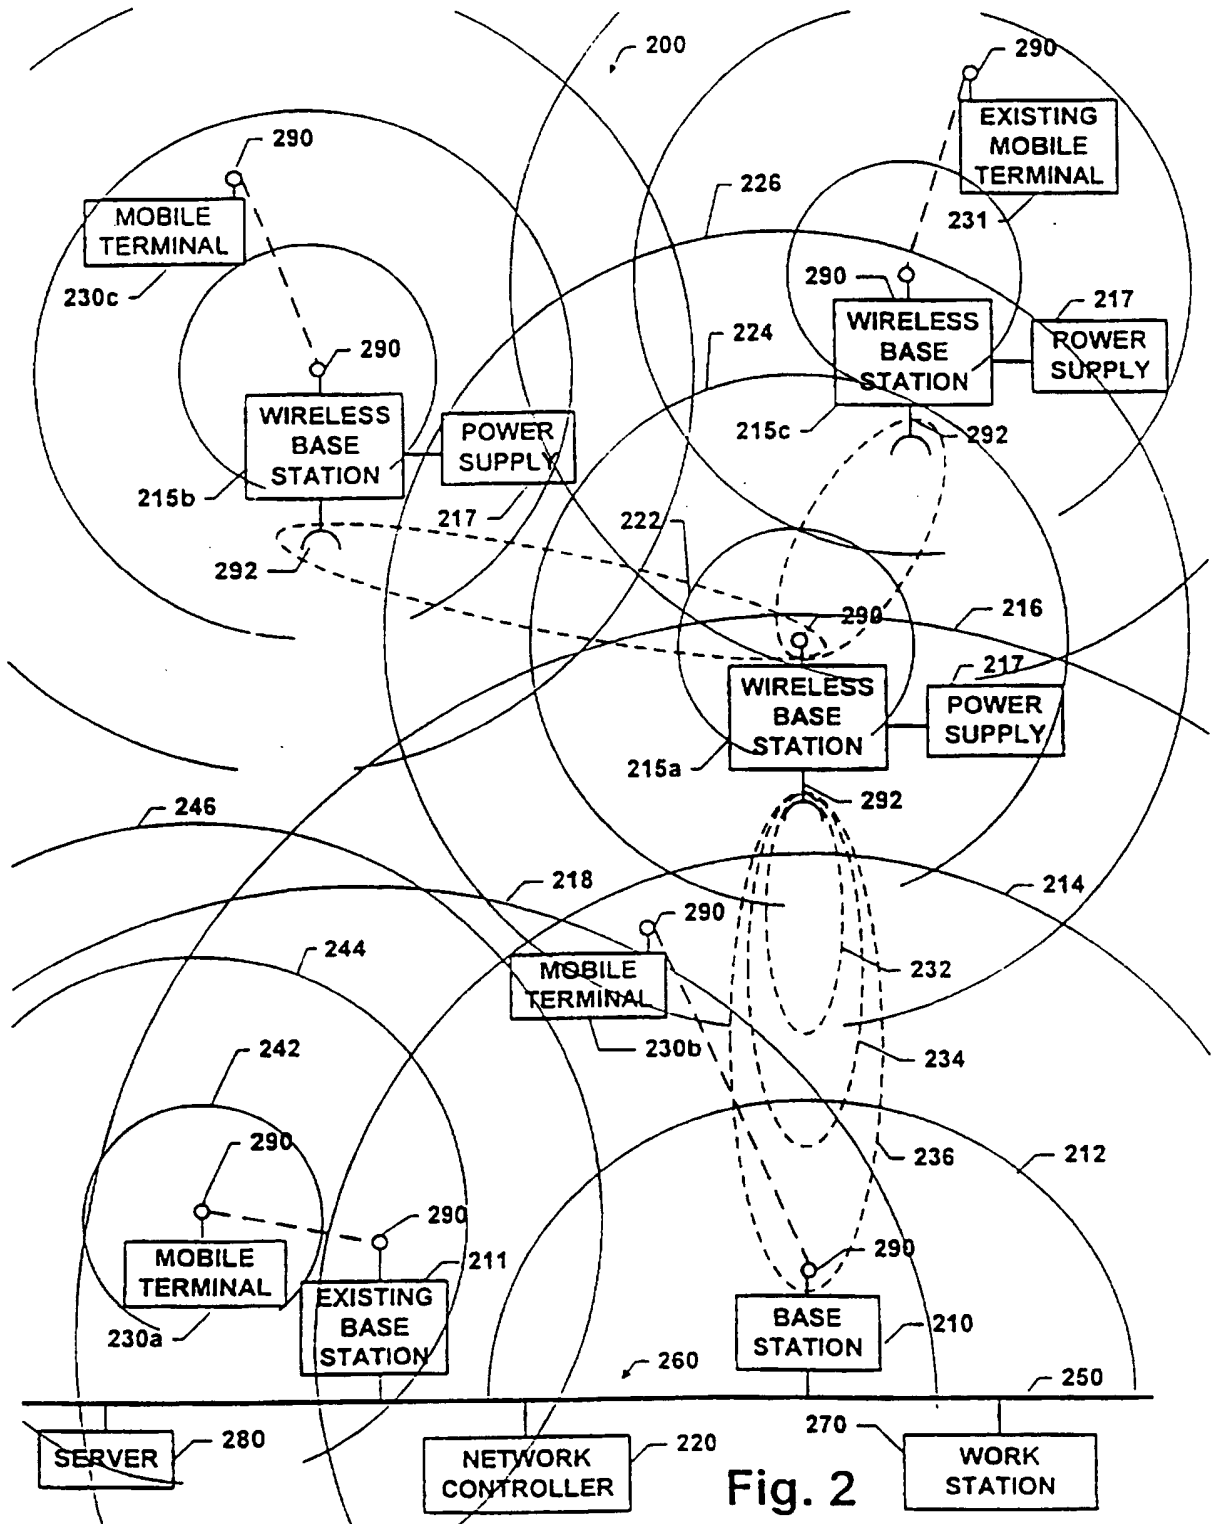 200
290
EXISTING
MOBILE
TERMINAL
231
290
MOBILE
TERMINAL
230c
226
290
WIRELESS
BASE
STATION
215c
217
POWER
SUPPLY
292
224
290
WIRELESS
BASE
STATION
215b
POWER
SUPPLY
217
292
222
290
216
WIRELESS
BASE
STATION
215a
217
POWER
SUPPLY
292
246
218
214
290
MOBILE
TERMINAL
230b
232
244
234
242
236
212
290
MOBILE
TERMINAL
230a
290
211
EXISTING
BASE
STATION
290
BASE
STATION
210
260
250
SERVER
280
NETWORK
CONTROLLER
220
270
WORK
STATION
Fig. 2